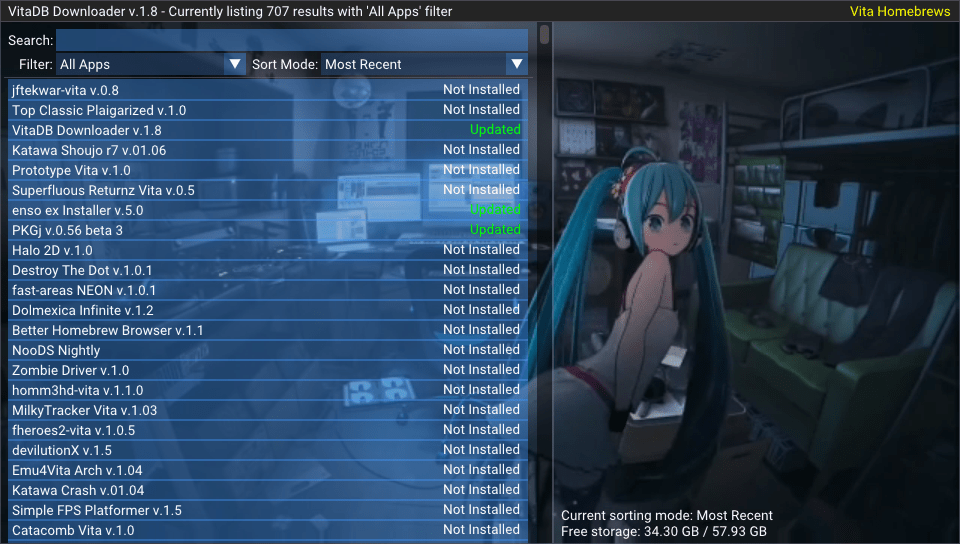 VitaDB Downloader v.1.8 - Currently listing 707 results with 'All Apps' filter Vita Homebrews
Search:
Filter: All Apps Sort Mode: Most Recent
jftekwar-vita v.0.8 Not Installed
Top Classic Plaigarized v.1.0 Not Installed
VitaDB Downloader v.1.8 Updated
Katawa Shoujo r7 v.01.06 Not Installed
Prototype Vita v.1.0 Not Installed
Superfluous Returnz Vita v.0.5 Not Installed
enso ex Installer v.5.0 Updated
PKGj v.0.56 beta 3 Updated
Halo 2D v.1.0 Not Installed
Destroy The Dot v.1.0.1 Not Installed
fast-areas NEON v.1.0.1 Not Installed
Dolmexica Infinite v.1.2 Not Installed
Better Homebrew Browser v.1.1 Not Installed
NooDS Nightly Not Installed
Zombie Driver v.1.0 Not Installed
homm3hd-vita v.1.1.0 Not Installed
MilkyTracker Vita v.1.03 Not Installed
fheroes2-vita v.1.0.5 Not Installed
devilutionX v.1.5 Not Installed
Emu4Vita Arch v.1.04 Not Installed
Katawa Crash v.01.04 Not Installed
Simple FPS Platformer v.1.5 Not Installed
Catacomb Vita v.1.0 Not Installed
Current sorting mode: Most Recent
Free storage: 34.30 GB / 57.93 GB